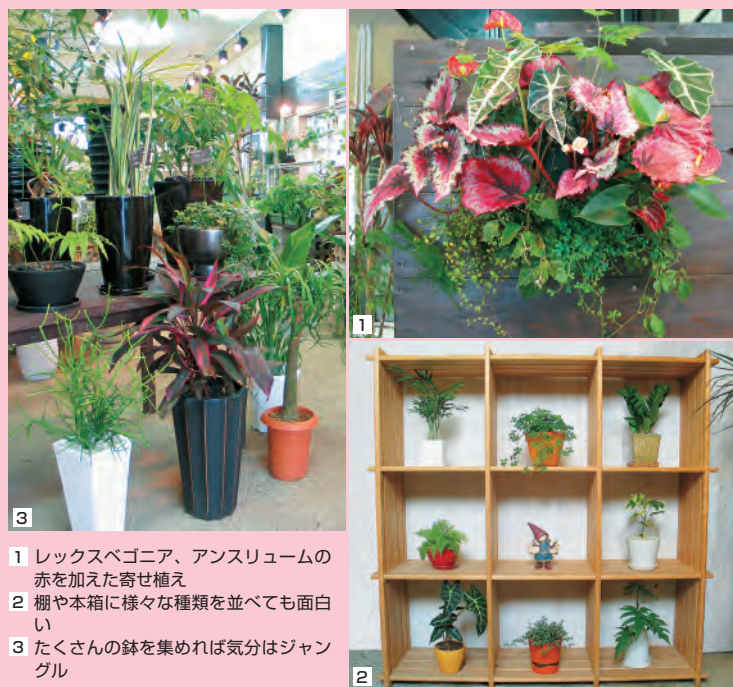 3
1
2
1 レックスベゴニア、アンスリュームの
赤を加えた寄せ植え
2 棚や本箱に様々な種類を並べても面白
い
3 たくさんの鉢を集めれば気分はジャン
グル